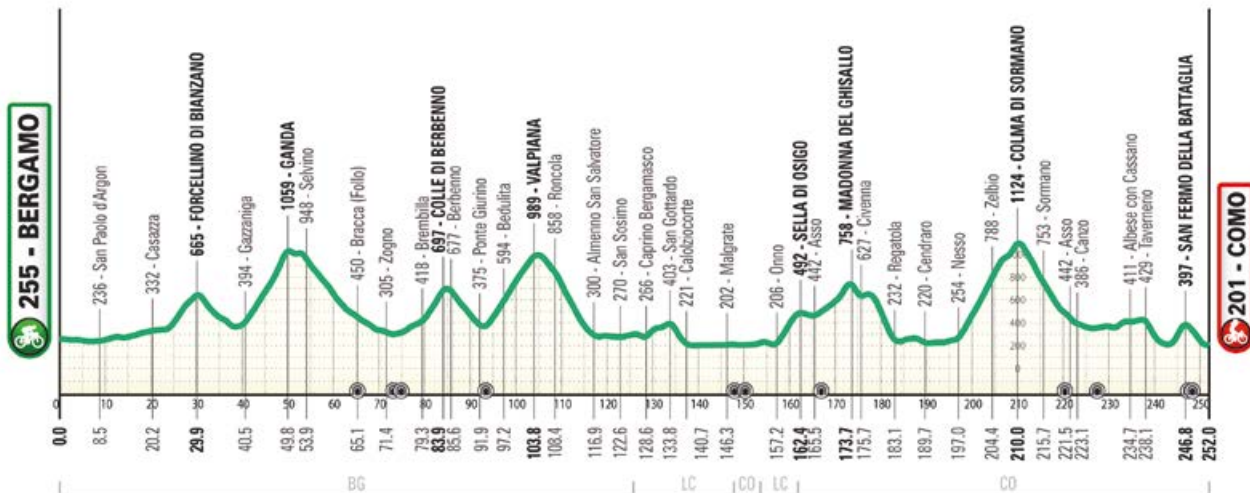 255 - BERGAMO
236 - San Paolo d'Argon
332 - Casazza
665 - FORCELLINO DI BIANZANO
394 - Gazzaniga
1059 - GANDA
948 - Selvino
450 - Bracca (Follo)
305 - Zogno
418 - Brembilla
697 - COLLE DI BERBENNO
677 - Berbenno
375 - Ponte Giurino
594 - Bedulita
989 - VALPIANA
858 - Roncola
300 - Almenno San Salvatore
270 - San Sosimo
266 - Caprino Bergamasco
403 - San Gottardo
221 - Calolziocorte
202 - Malgrate
206 - Onno
492 - SELLA DI OSIGO
442 - Asso
758 - MADONNA DEL GHISALLO
627 - Civenna
232 - Regatola
220 - Cendraro
254 - Nesso
788 - Zelbio
1124 - COLMA DI SORMANO
753 - Sormano
442 - Asso
386 - Canzo
411 - Albese con Cassano
429 - Tavernerio
397 - SAN FERMO DELLA BATTAGLIA
201 - COMO
800
600
400
200
0
0 10 20 30 40 50 60 70 80 90 100 110 120 130 140 150 160 170 180 190 200 210 220 230 240 250
0.0 8.5 20.2 29.9 40.5 49.8 53.9 65.1 71.4 79.3 83.9 85.6 91.9 97.2 103.8 108.4 116.9 122.6 128.6 133.8 140.7 146.3 157.2 162.4 165.5 173.7 175.7 183.1 189.7 197.0 204.4 210.0 215.7 221.5 223.1 234.7 238.1 246.8 252.0
BG LC CO LC CO